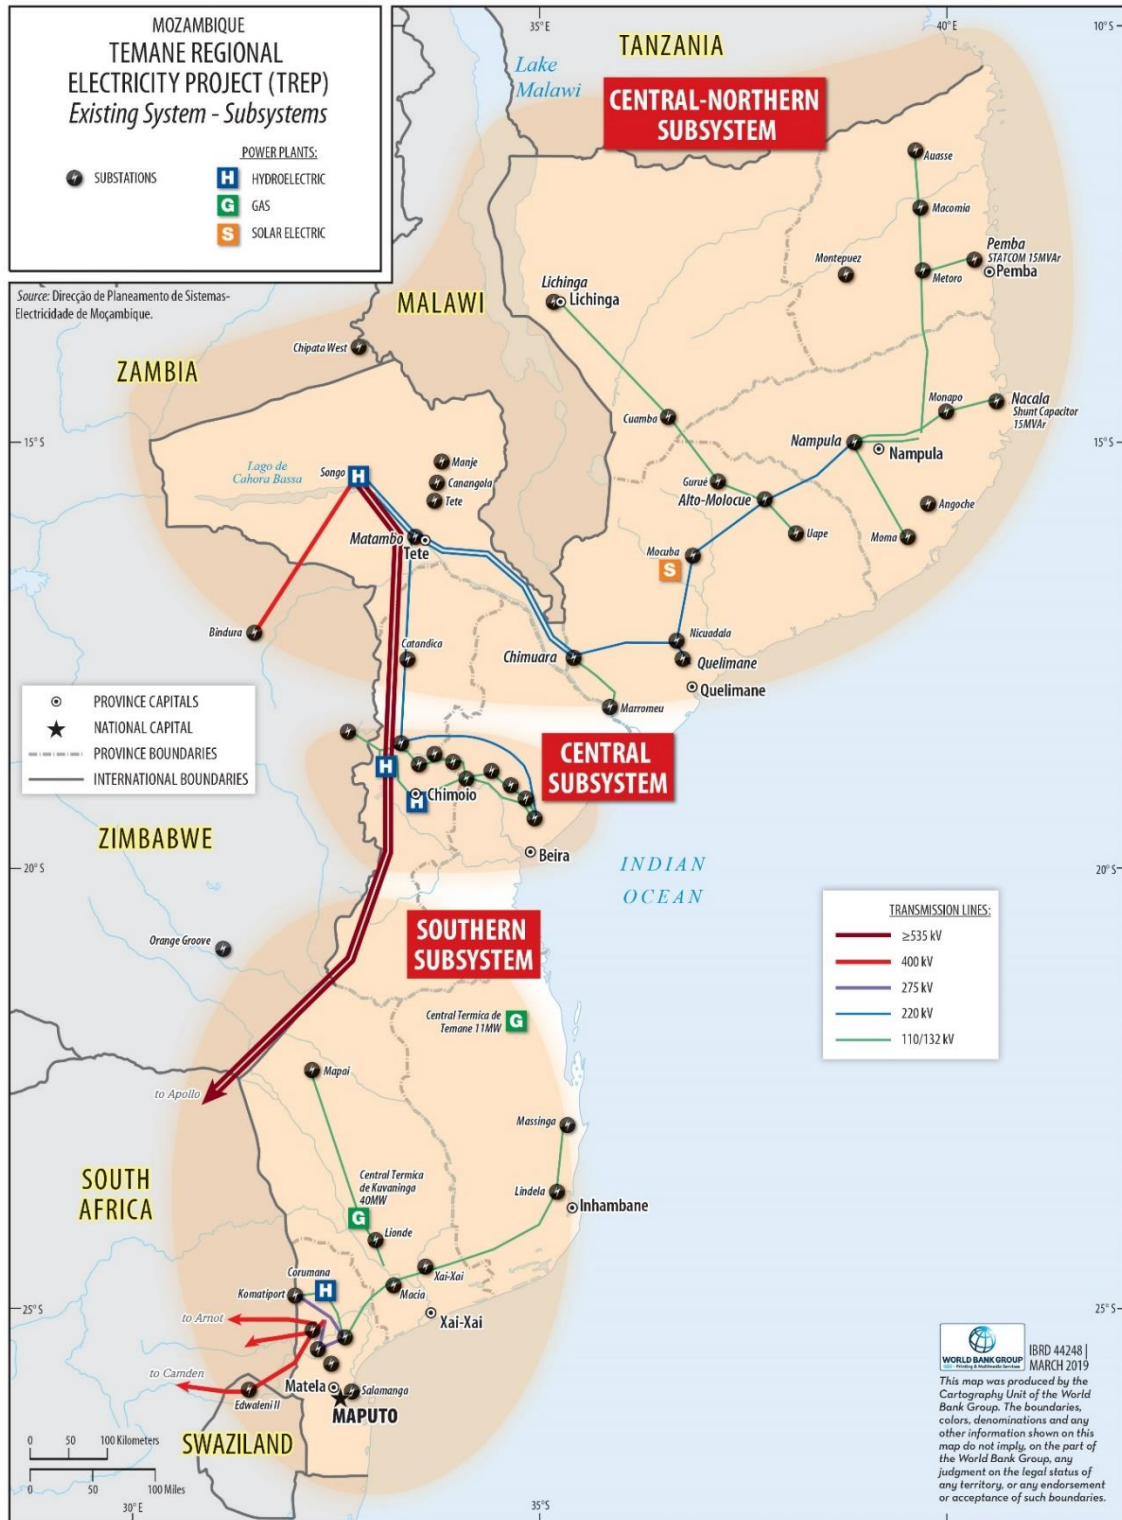 MOZAMBIQUE
TEMANE REGIONAL
ELECTRICITY PROJECT (TREP)
Existing System - Subsystems
SUBSTATIONS
POWER PLANTS:
H HYDROELECTRIC
G GAS
S SOLAR ELECTRIC
Source: Direcção de Planeamento de Sistemas-
Electricidade de Moçambique.
35°E
40°E
10°S
TANZANIA
Lake
Malawi
CENTRAL-NORTHERN
SUBSYSTEM
Auasse
Macomia
Pemba
STATCOM 15MVAr
Pemba
Montepuez
Metoro
Lichinga
Lichinga
MALAWI
Chipata West
ZAMBIA
Cuamba
Monapo
Nacala
Shunt Capacitor
15MVAr
15°S
15°S
Nampula
Nampula
Lago de
Cahora Bassa
Songo
H
Manje
Canangola
Tete
Gurué
Alto-Molocue
Angoche
Uape
Moma
Matambo
Tete
Mocuba
S
Bindura
Catandica
Chimuara
Nicuadala
Quelimane
Quelimane
Marromeu
PROVINCE CAPITALS
NATIONAL CAPITAL
PROVINCE BOUNDARIES
INTERNATIONAL BOUNDARIES
CENTRAL
SUBSYSTEM
H
H
Chimoio
ZIMBABWE
Beira
INDIAN
OCEAN
20°S
20°S
TRANSMISSION LINES:
≥535 kV
400 kV
275 kV
220 kV
110/132 kV
SOUTHERN
SUBSYSTEM
Orange Groove
Central Termica de
Temane 11MW
G
Mapai
to Apollo
Massinga
SOUTH
AFRICA
Central Termica
de Kuvaninga
40MW
G
Lindela
Inhambane
Lionde
Corumana
H
Komatiport
Xai-Xai
Macia
Xai-Xai
25°S
25°S
to Arnot
to Camden
Matela
Salamanga
Edwaleni II
MAPUTO
SWAZILAND
0 50 100 Kilometers
0 50 100 Miles
30°E
35°S
WORLD BANK GROUP
Printing & Multimedia Services
IBRD 44248 |
MARCH 2019
This map was produced by the
Cartography Unit of the World
Bank Group. The boundaries,
colors, denominations and any
other information shown on this
map do not imply, on the part of
the World Bank Group, any
judgment on the legal status of
any territory, or any endorsement
or acceptance of such boundaries.